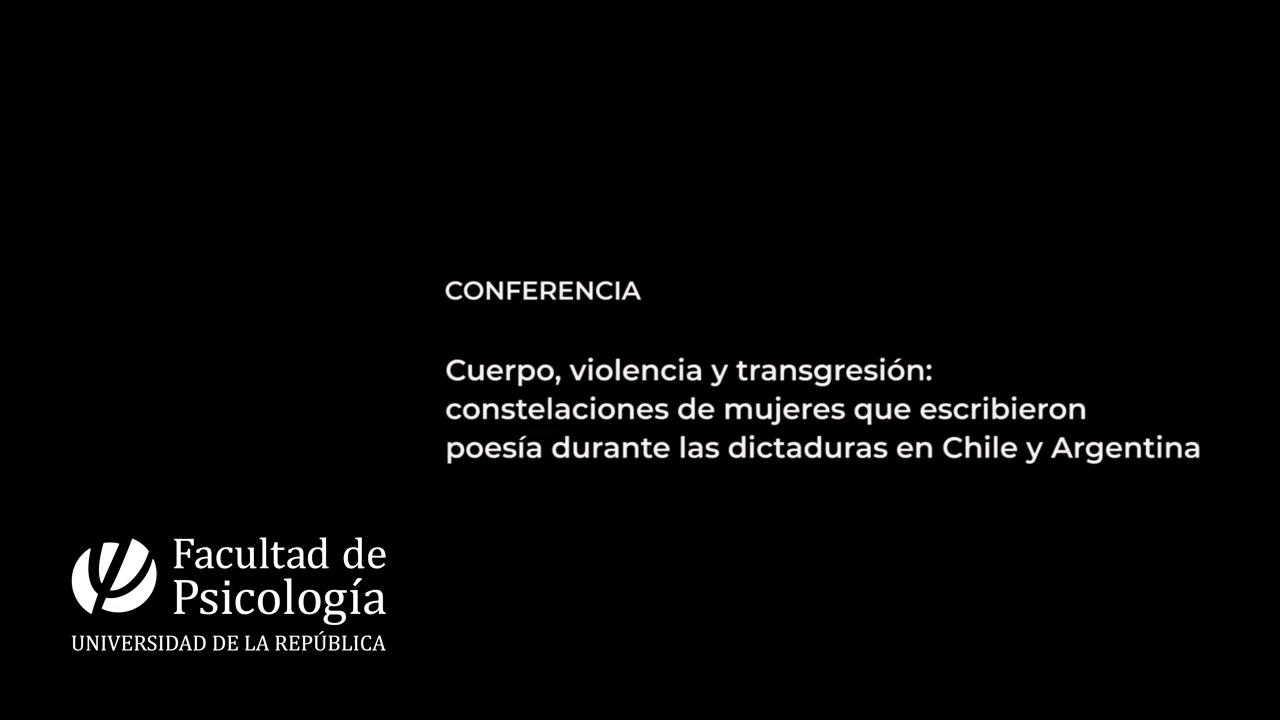 CONFERENCIA
Cuerpo, violencia y transgresión:
constelaciones de mujeres que escribieron
poesía durante las dictaduras en Chile y Argentina
Facultad de
Psicología
UNIVERSIDAD DE LA REPÚBLICA